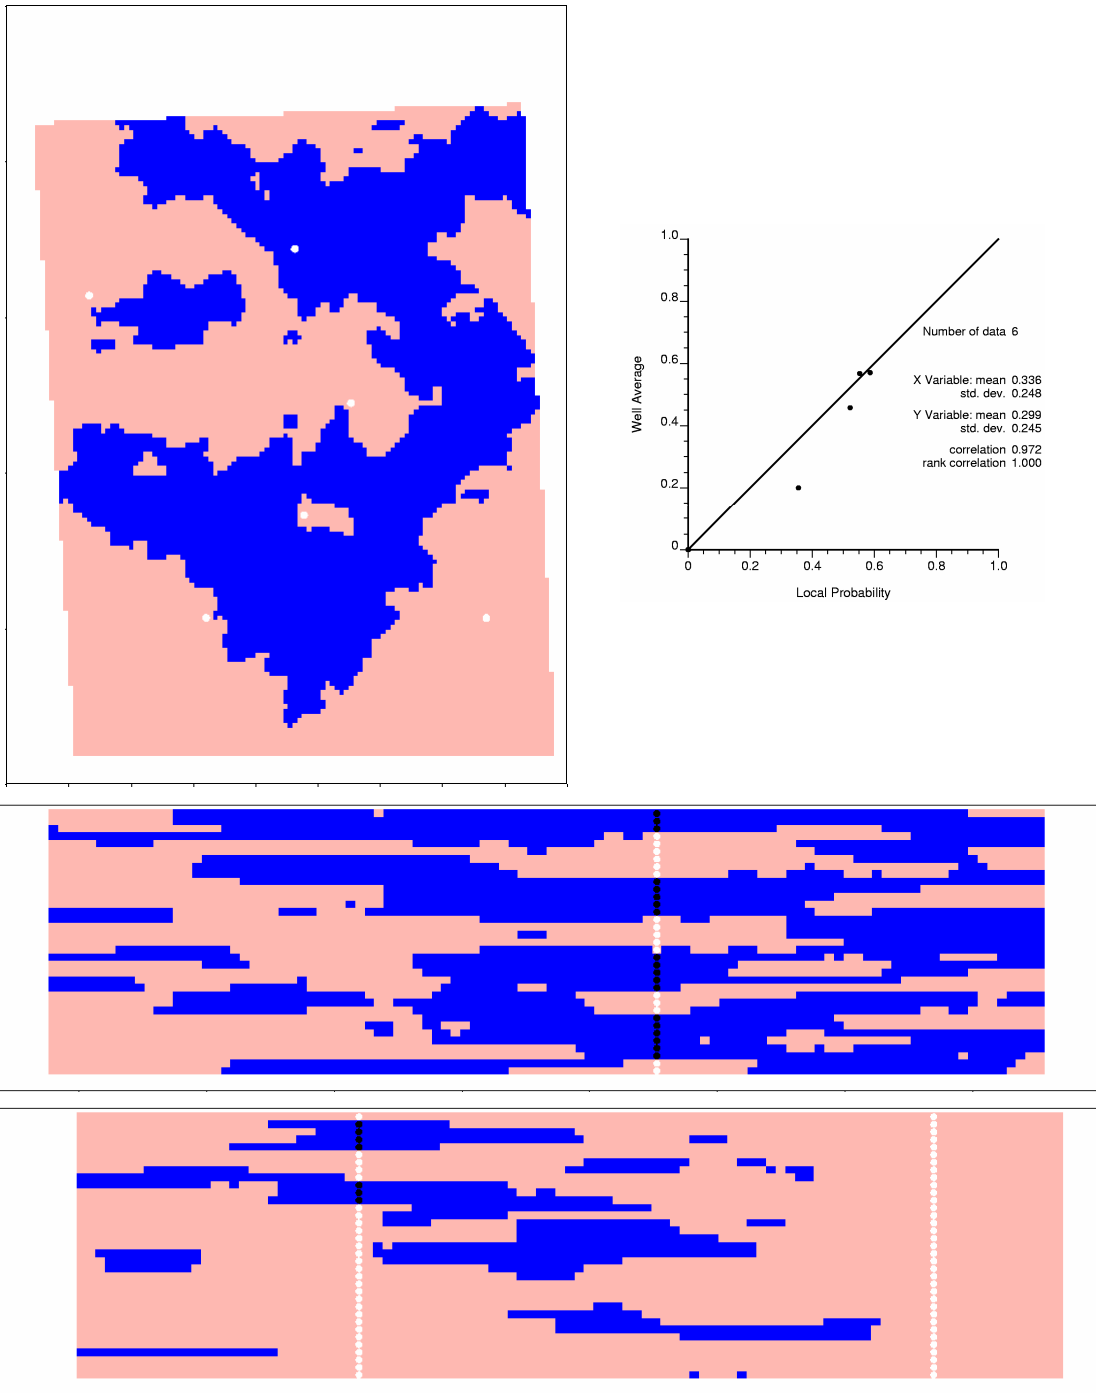 1.0
0.8
0.6
0.4
0.2
0
Well Average
Number of data 6
X Variable: mean 0.336
std. dev. 0.248
Y Variable: mean 0.299
std. dev. 0.245
correlation 0.972
rank correlation 1.000
0 0.2 0.4 0.6 0.8 1.0
Local Probability